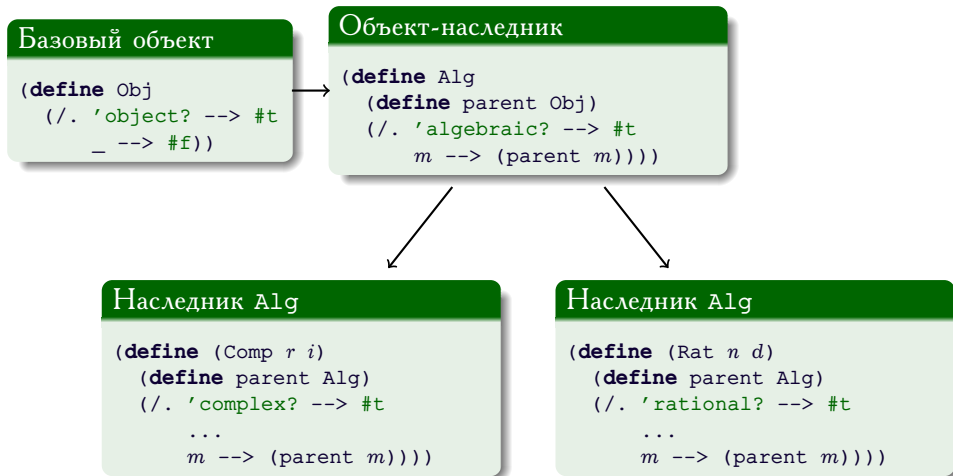 Базовый объект
(define Obj
(/. 'object? --> #t
_ --> #f))
Объект-наследник
(define Alg
(define parent Obj)
(/. 'algebraic? --> #t
m --> (parent m))))
Наследник Alg
(define (Comp r i)
(define parent Alg)
(/. 'complex? --> #t
...
m --> (parent m))))
Наследник Alg
(define (Rat n d)
(define parent Alg)
(/. 'rational? --> #t
...
m --> (parent m))))